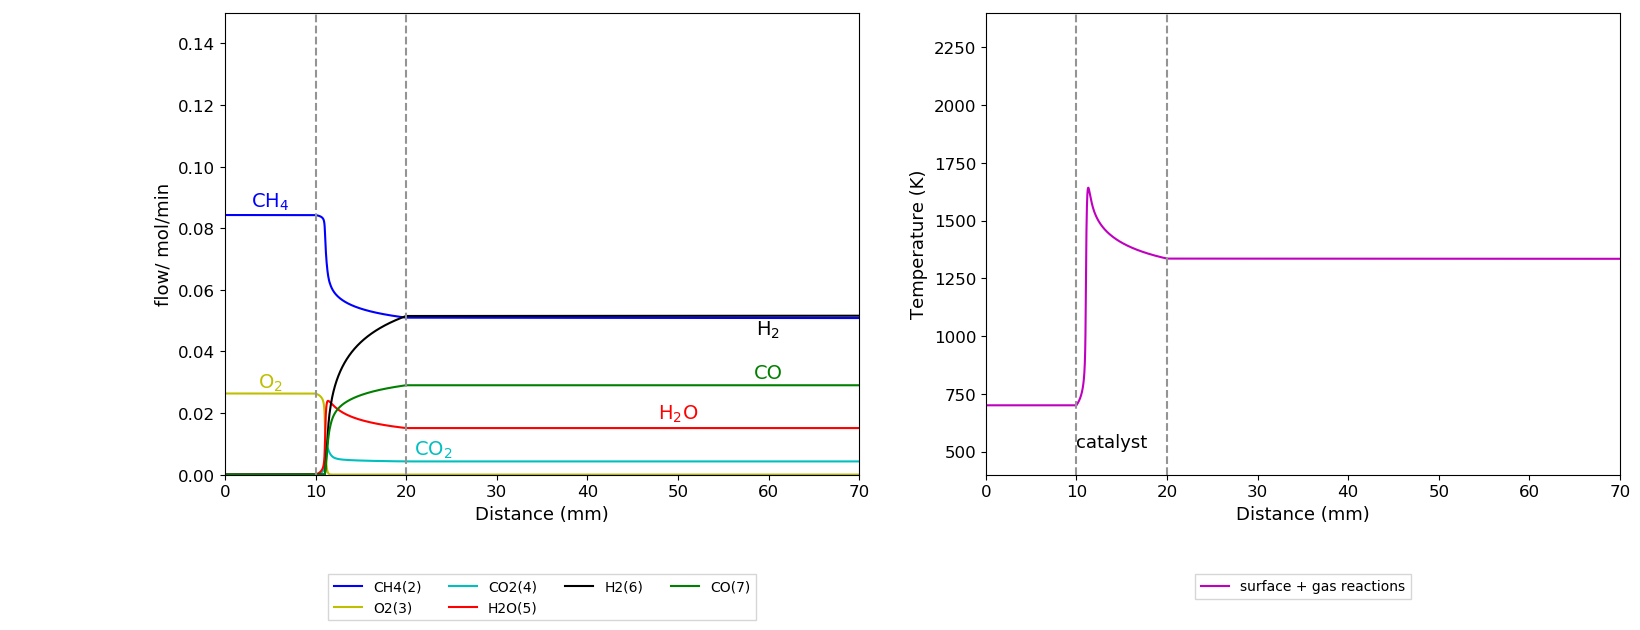 0.14
0.12
0.10
0.08
0.06
0.04
0.02
0.00
flow/ mol/min
CH₄
O₂
H₂
CO
H₂O
CO₂
0 10 20 30 40 50 60 70
Distance (mm)
CH4(2) CO2(4) H2(6) CO(7)
O2(3) H2O(5)
2250
2000
1750
1500
1250
1000
750
500
Temperature (K)
catalyst
0 10 20 30 40 50 60 70
Distance (mm)
surface + gas reactions